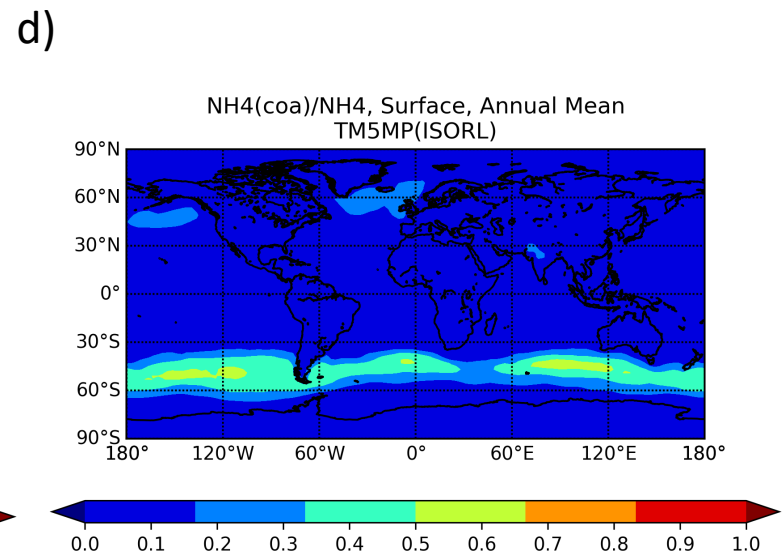 d)
NH4(coa)/NH4, Surface, Annual Mean
TM5MP(ISORL)
90°N
60°N
30°N
0°
30°S
60°S
90°S
180° 120°W 60°W 0° 60°E 120°E 180°
0.0 0.1 0.2 0.3 0.4 0.5 0.6 0.7 0.8 0.9 1.0